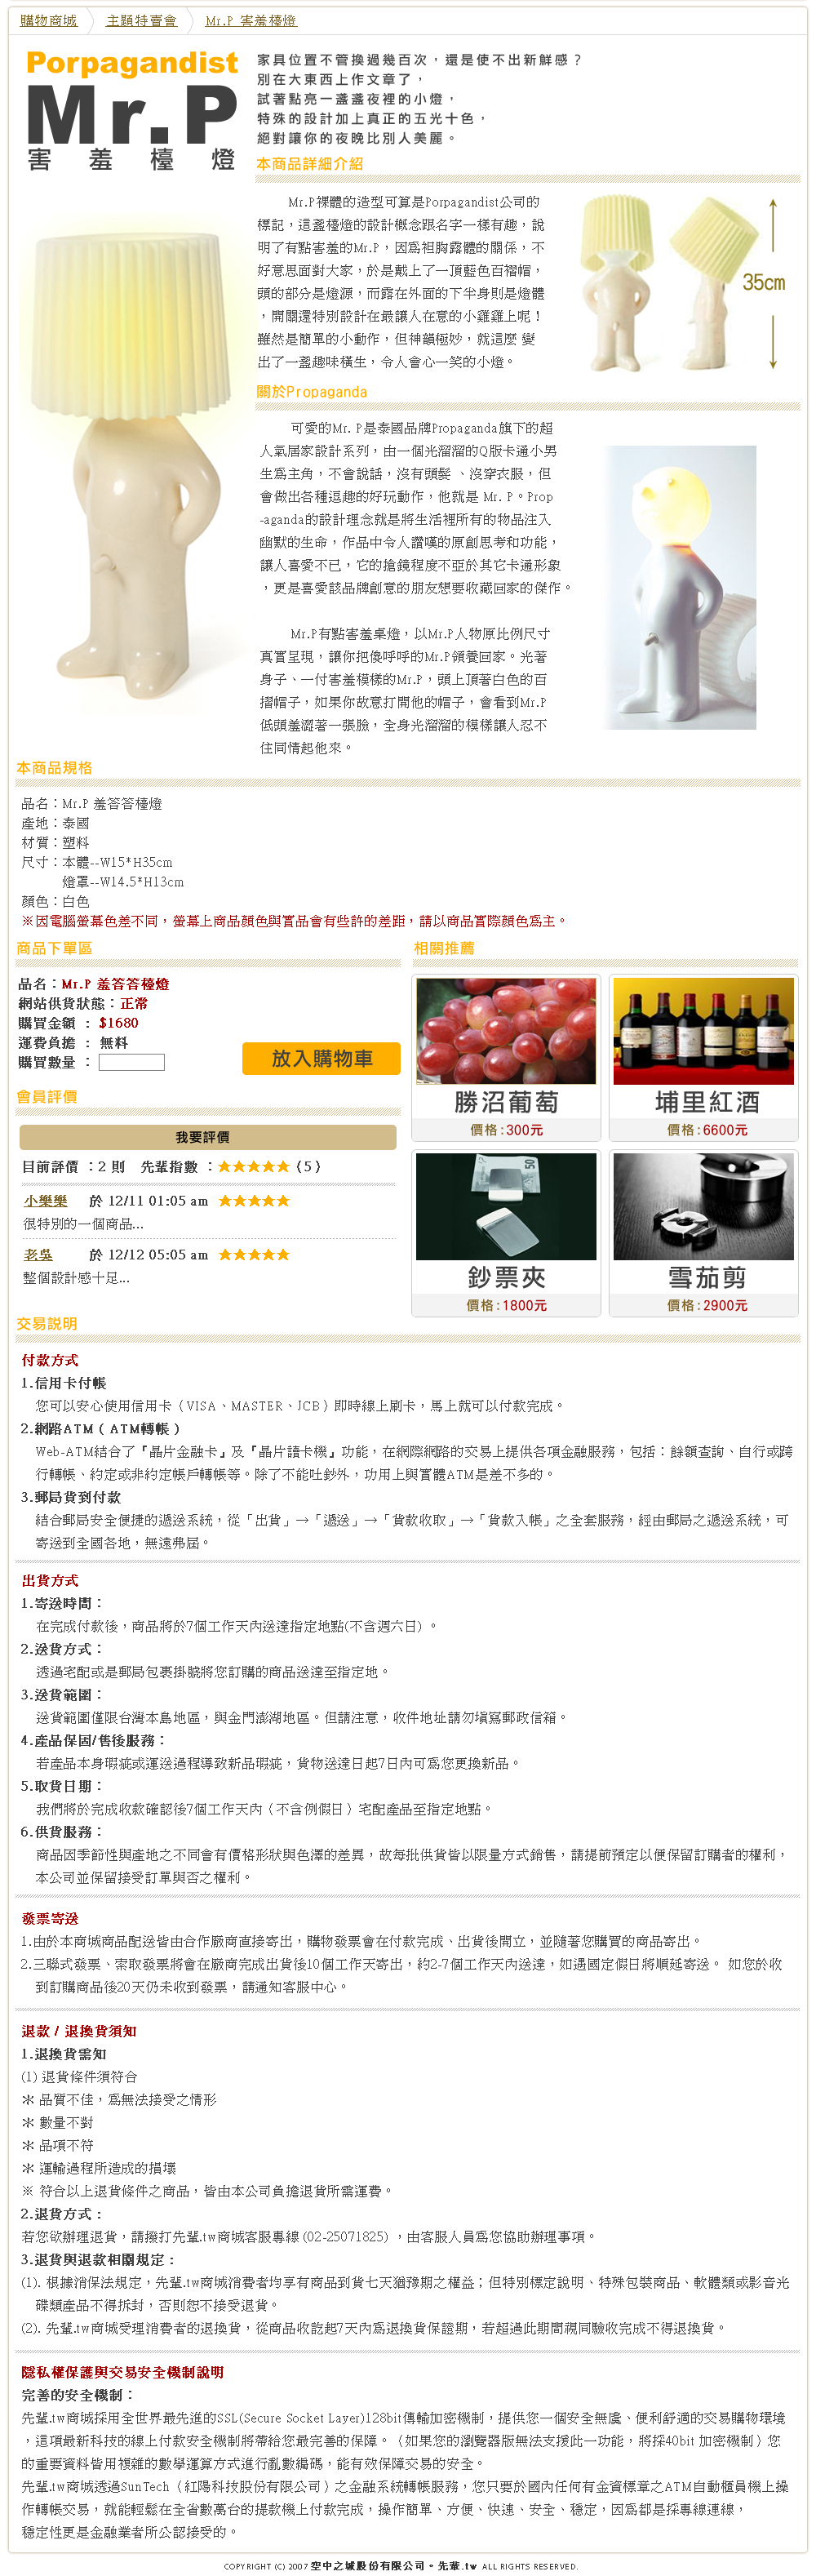 購物商城
主題特賣會
Mr.P 害羞檯燈
Porpagandist
Mr.P
害羞檯燈
家具位置不管換過幾百次，還是使不出新鮮感？
別在大東西上作文章了，
試著點亮一盞盞夜裡的小燈，
特殊的設計加上真正的五光十色，
絕對讓你的夜晚比別人美麗。
本商品詳細介紹
Mr.P裸體的造型可算是Porpagandist公司的
標記，這盞檯燈的設計概念跟名字一樣有趣，說
明了有點害羞的Mr.P，因為袒胸露體的關係，不
好意思面對大家，於是戴上了一頂藍色百褶帽，
頭的部分是燈源，而露在外面的下半身則是燈體
，開關還特別設計在最讓人在意的小雞雞上呢！
雖然是簡單的小動作，但神韻極妙，就這麼 變
出了一盞趣味橫生，令人會心一笑的小燈。
35cm
關於Propaganda
可愛的Mr. P是泰國品牌Propaganda旗下的超
人氣居家設計系列，由一個光溜溜的Q版卡通小男
生為主角，不會說話，沒有頭髮 、沒穿衣服，但
會做出各種逗趣的好玩動作，他就是 Mr. P。Prop
-aganda的設計理念就是將生活裡所有的物品注入
幽默的生命，作品中令人讚嘆的原創思考和功能，
讓人喜愛不已，它的搶鏡程度不亞於其它卡通形象
，更是喜愛該品牌創意的朋友想要收藏回家的傑作。
Mr.P有點害羞桌燈，以Mr.P人物原比例尺寸
真實呈現，讓你把傻呼呼的Mr.P領養回家。光著
身子、一付害羞模樣的Mr.P，頭上頂著白色的百
摺帽子，如果你故意打開他的帽子，會看到Mr.P
低頭羞澀著一張臉，全身光溜溜的模樣讓人忍不
住同情起他來。
本商品規格
品名：Mr.P 羞答答檯燈
產地：泰國
材質：塑料
尺寸：本體--W15*H35cm
燈罩--W14.5*H13cm
顏色：白色
※因電腦螢幕色差不同，螢幕上商品顏色與實品會有些許的差距，請以商品實際顏色為主。
商品下單區
品名：Mr.P 羞答答檯燈
網站供貨狀態：正常
購買金額 ： $1680
運費負擔 ： 無料
購買數量 ：
放入購物車
相關推薦
勝沼葡萄
價格：300元
埔里紅酒
價格：6600元
鈔票夾
價格：1800元
雪茄剪
價格：2900元
會員評價
我要評價
目前評價 ：2 則 先輩指數 ：★★★★★（5）
小樂樂 於 12/11 01:05 am ★★★★★
很特別的一個商品...
老吳 於 12/12 05:05 am ★★★★★
整個設計感十足...
交易說明
付款方式
1.信用卡付帳
您可以安心使用信用卡（VISA、MASTER、JCB）即時線上刷卡，馬上就可以付款完成。
2.網路ATM（ATM轉帳）
Web-ATM結合了『晶片金融卡』及『晶片讀卡機』功能，在網際網路的交易上提供各項金融服務，包括：餘額查詢、自行或跨
行轉帳、約定或非約定帳戶轉帳等。除了不能吐鈔外，功用上與實體ATM是差不多的。
3.郵局貨到付款
結合郵局安全便捷的遞送系統，從「出貨」→「遞送」→「貨款收取」→「貨款入帳」之全套服務，經由郵局之遞送系統，可
寄送到全國各地，無遠弗屆。
出貨方式
1.寄送時間：
在完成付款後，商品將於7個工作天內送達指定地點(不含週六日) 。
2.送貨方式：
透過宅配或是郵局包裹掛號將您訂購的商品送達至指定地。
3.送貨範圍：
送貨範圍僅限台灣本島地區，與金門澎湖地區。但請注意，收件地址請勿填寫郵政信箱。
4.產品保固/售後服務：
若產品本身瑕疵或運送過程導致新品瑕疵，貨物送達日起7日內可為您更換新品。
5.取貨日期：
我們將於完成收款確認後7個工作天內（不含例假日）宅配產品至指定地點。
6.供貨服務：
商品因季節性與產地之不同會有價格形狀與色澤的差異，故每批供貨皆以限量方式銷售，請提前預定以便保留訂購者的權利，
本公司並保留接受訂單與否之權利。
發票寄送
1.由於本商城商品配送皆由合作廠商直接寄出，購物發票會在付款完成、出貨後開立，並隨著您購買的商品寄出。
2.三聯式發票、索取發票將會在廠商完成出貨後10個工作天寄出，約2-7個工作天內送達，如遇國定假日將順延寄送。 如您於收
到訂購商品後20天仍未收到發票，請通知客服中心。
退款 / 退換貨須知
1.退換貨需知
(1) 退貨條件須符合
＊ 品質不佳，為無法接受之情形
＊ 數量不對
＊ 品項不符
＊ 運輸過程所造成的損壞
※ 符合以上退貨條件之商品，皆由本公司負擔退貨所需運費。
2.退貨方式：
若您欲辦理退貨，請撥打先輩.tw商城客服專線 (02-25071825) ，由客服人員為您協助辦理事項。
3.退貨與退款相關規定：
(1). 根據消保法規定，先輩.tw商城消費者均享有商品到貨七天猶豫期之權益；但特別標定說明、特殊包裝商品、軟體類或影音光
碟類產品不得拆封，否則恕不接受退貨。
(2). 先輩.tw商城受理消費者的退換貨，從商品收訖起7天內為退換貨保證期，若超過此期間視同驗收完成不得退換貨。
隱私權保護與交易安全機制說明
完善的安全機制：
先輩.tw商城採用全世界最先進的SSL(Secure Socket Layer)128bit傳輸加密機制，提供您一個安全無虞、便利舒適的交易購物環境
，這項最新科技的線上付款安全機制將帶給您最完善的保障。（如果您的瀏覽器版無法支援此一功能，將採40bit 加密機制）您
的重要資料皆用複雜的數學運算方式進行亂數編碼，能有效保障交易的安全。
先輩.tw商城透過SunTech（紅陽科技股份有限公司）之金融系統轉帳服務，您只要於國內任何有金資標章之ATM自動櫃員機上操
作轉帳交易，就能輕鬆在全省數萬台的提款機上付款完成，操作簡單、方便、快速、安全、穩定，因為都是採專線連線，
穩定性更是金融業者所公認接受的。
COPYRIGHT (C) 2007 空中之城股份有限公司。先輩.tw ALL RIGHTS RESERVED.